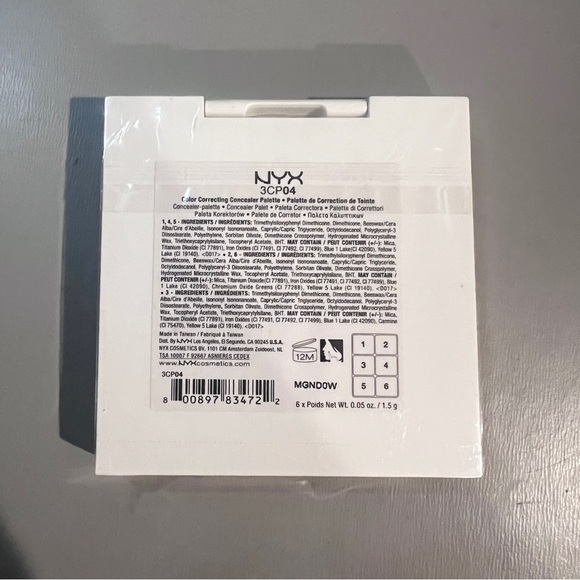 NYX
3CP04
Color Correcting Concealer Palette • Palette de Correction de Teinte
Concealer-palette • Concealer Palet • Paleta Correctora • Palette di Correttori
Paleta Korektorów • Palete de Corretor • Παλέτα Καλυπτικών
1, 4, 5 - INGREDIENTS / INGRÉDIENTS: Trimethylsiloxyphenyl Dimethicone, Dimethicone, Beeswax/Cera
Alba/Cire d'Abeille, Isononyl Isononanoate, Caprylic/Capric Triglyceride, Octyldodecanol, Polyglyceryl-3
Diisostearate, Polyethylene, Sorbitan Olivate, Dimethicone Crosspolymer, Hydrogenated Microcrystalline
Wax, Triethoxycaprylylsilane, Tocopheryl Acetate, BHT. MAY CONTAIN / PEUT CONTENIR (+/-): Mica,
Titanium Dioxide (CI 77891), Iron Oxides (CI 77491, CI 77492, CI 77499), Blue 1 Lake (CI 42090), Yellow 5
Lake (CI 19140). <D017> • 2, 6 - INGREDIENTS / INGRÉDIENTS: Trimethylsiloxyphenyl Dimethicone,
Dimethicone, Beeswax/Cera Alba/Cire d'Abeille, Isononyl Isononanoate, Caprylic/Capric Triglyceride,
Octyldodecanol, Polyglyceryl-3 Diisostearate, Polyethylene, Sorbitan Olivate, Dimethicone Crosspolymer,
Hydrogenated Microcrystalline Wax, Tocopheryl Acetate, BHT. MAY CONTAIN / PEUT
CONTENIR (+/-): Mica, Titanium Dioxide(CI 77891), Iron Oxides (CI 77491, CI 77492, CI 77499), Blue
1 Lake (CI 42090), Chromium Oxide Greens (CI 77288), Yellow 5 Lake (CI 19140). <D017>
• 3 - INGREDIENTS / INGRÉDIENTS: Trimethylsiloxyphenyl Dimethicone, Dimethicone, Beeswax/Cera
Alba/Cire d'Abeille, Isononyl Isononanoate, Caprylic/Capric Triglyceride, Octyldodecanol, Polyglyceryl-3
Diisostearate, Polyethylene, Sorbitan Olivate, Dimethicone Crosspolymer, Hydrogenated Microcrystalline
Wax, Tocopheryl Acetate, BHT. MAY CONTAIN / PEUT CONTENIR (+/-): Mica, Titanium Dioxide
(CI 77891), Iron Oxides (CI 77491, CI 77492, CI 77499), Blue 1 Lake (CI 42090), Carmine
(CI 75470), Yellow 5 Lake (CI 19140). <D017>
Made in Taiwan / Fabriqué à Taiwan
Dist. By NYX Los Angeles, El Segundo, CA 90245 U.S.A.
NYX COSMETICS BV, 1101 CM Amsterdam Zuidoost, NL
TSA 10007 F 92667 ASNIERES CEDEX
www.NYXcosmetics.com
3CP04
8 00897 83472 2
12M
MGND0W
1 2
3 4
5 6
6 x Poids Net Wt. 0.05 oz. / 1.5 g